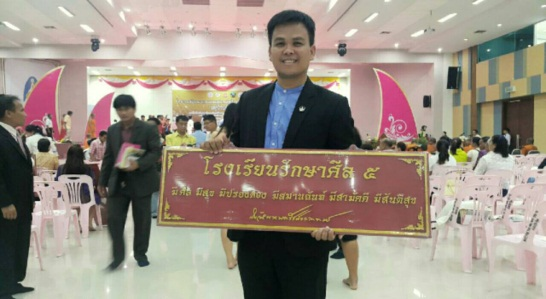 โรงเรียนรักษาศีล ๕
มีศีล มีสุข มีปรองดอง มีสมานฉันท์ มีสามัคคี มีสันติสุข